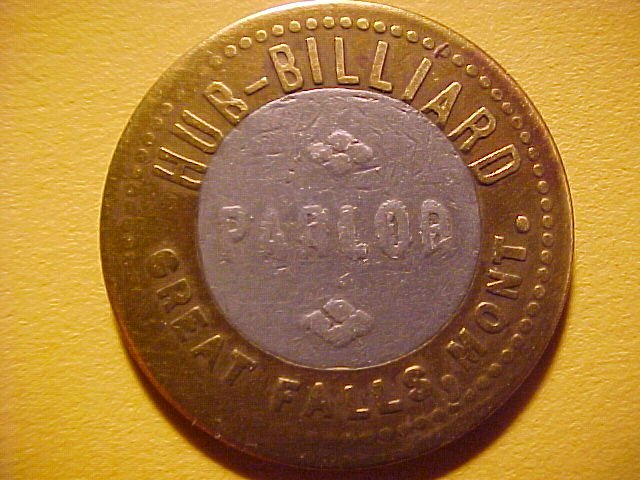 HUB-BILLIARD
PARLOR
GREAT FALLS, MONT.